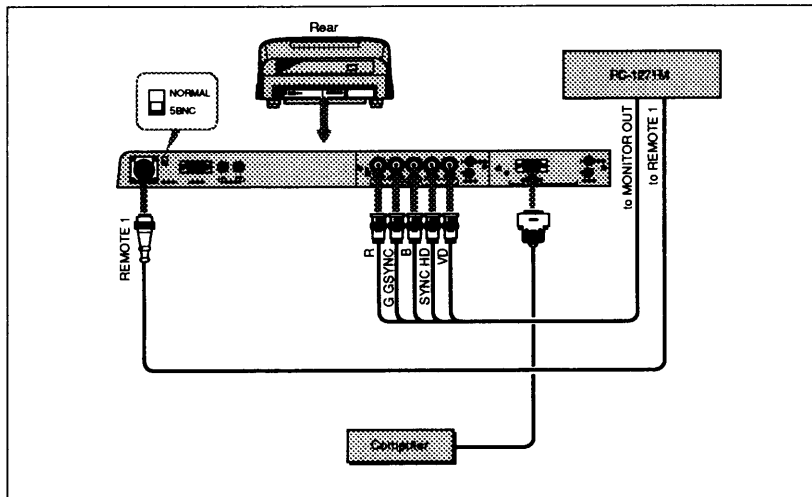 Rear
NORMAL
5BNC
PC-1271M
to MONITOR OUT
to REMOTE 1
REMOTE 1
R
G GSYNC
B
SYNC HD
VD
Computer